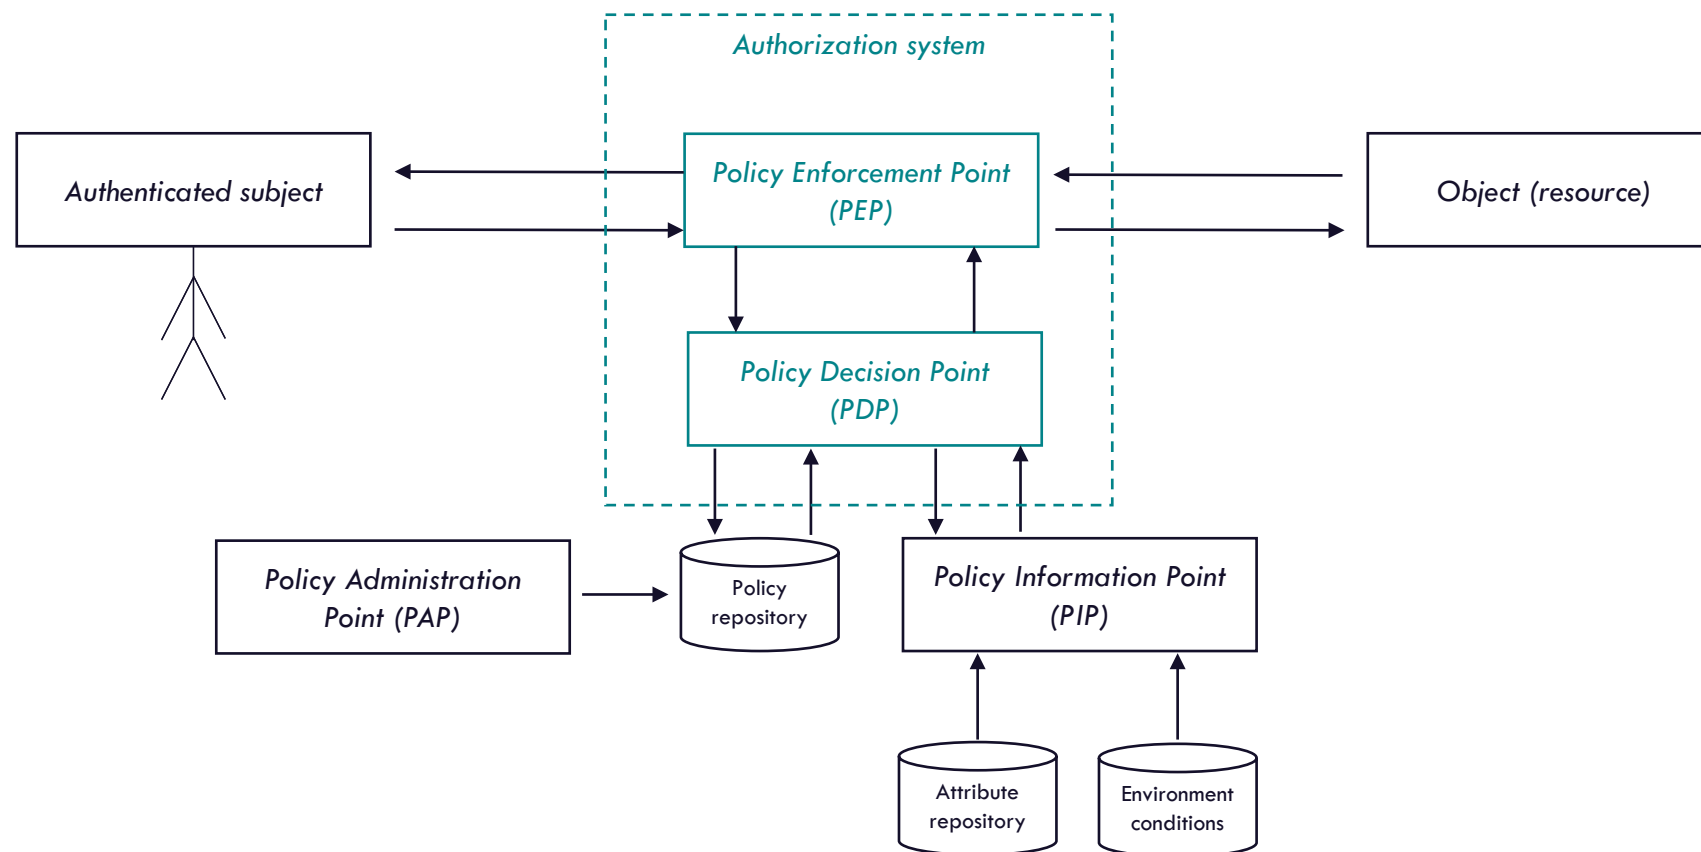 Authorization system
Authenticated subject
Policy Enforcement Point
(PEP)
Object (resource)
Policy Decision Point
(PDP)
Policy Administration
Point (PAP)
Policy
repository
Policy Information Point
(PIP)
Attribute
repository
Environment
conditions